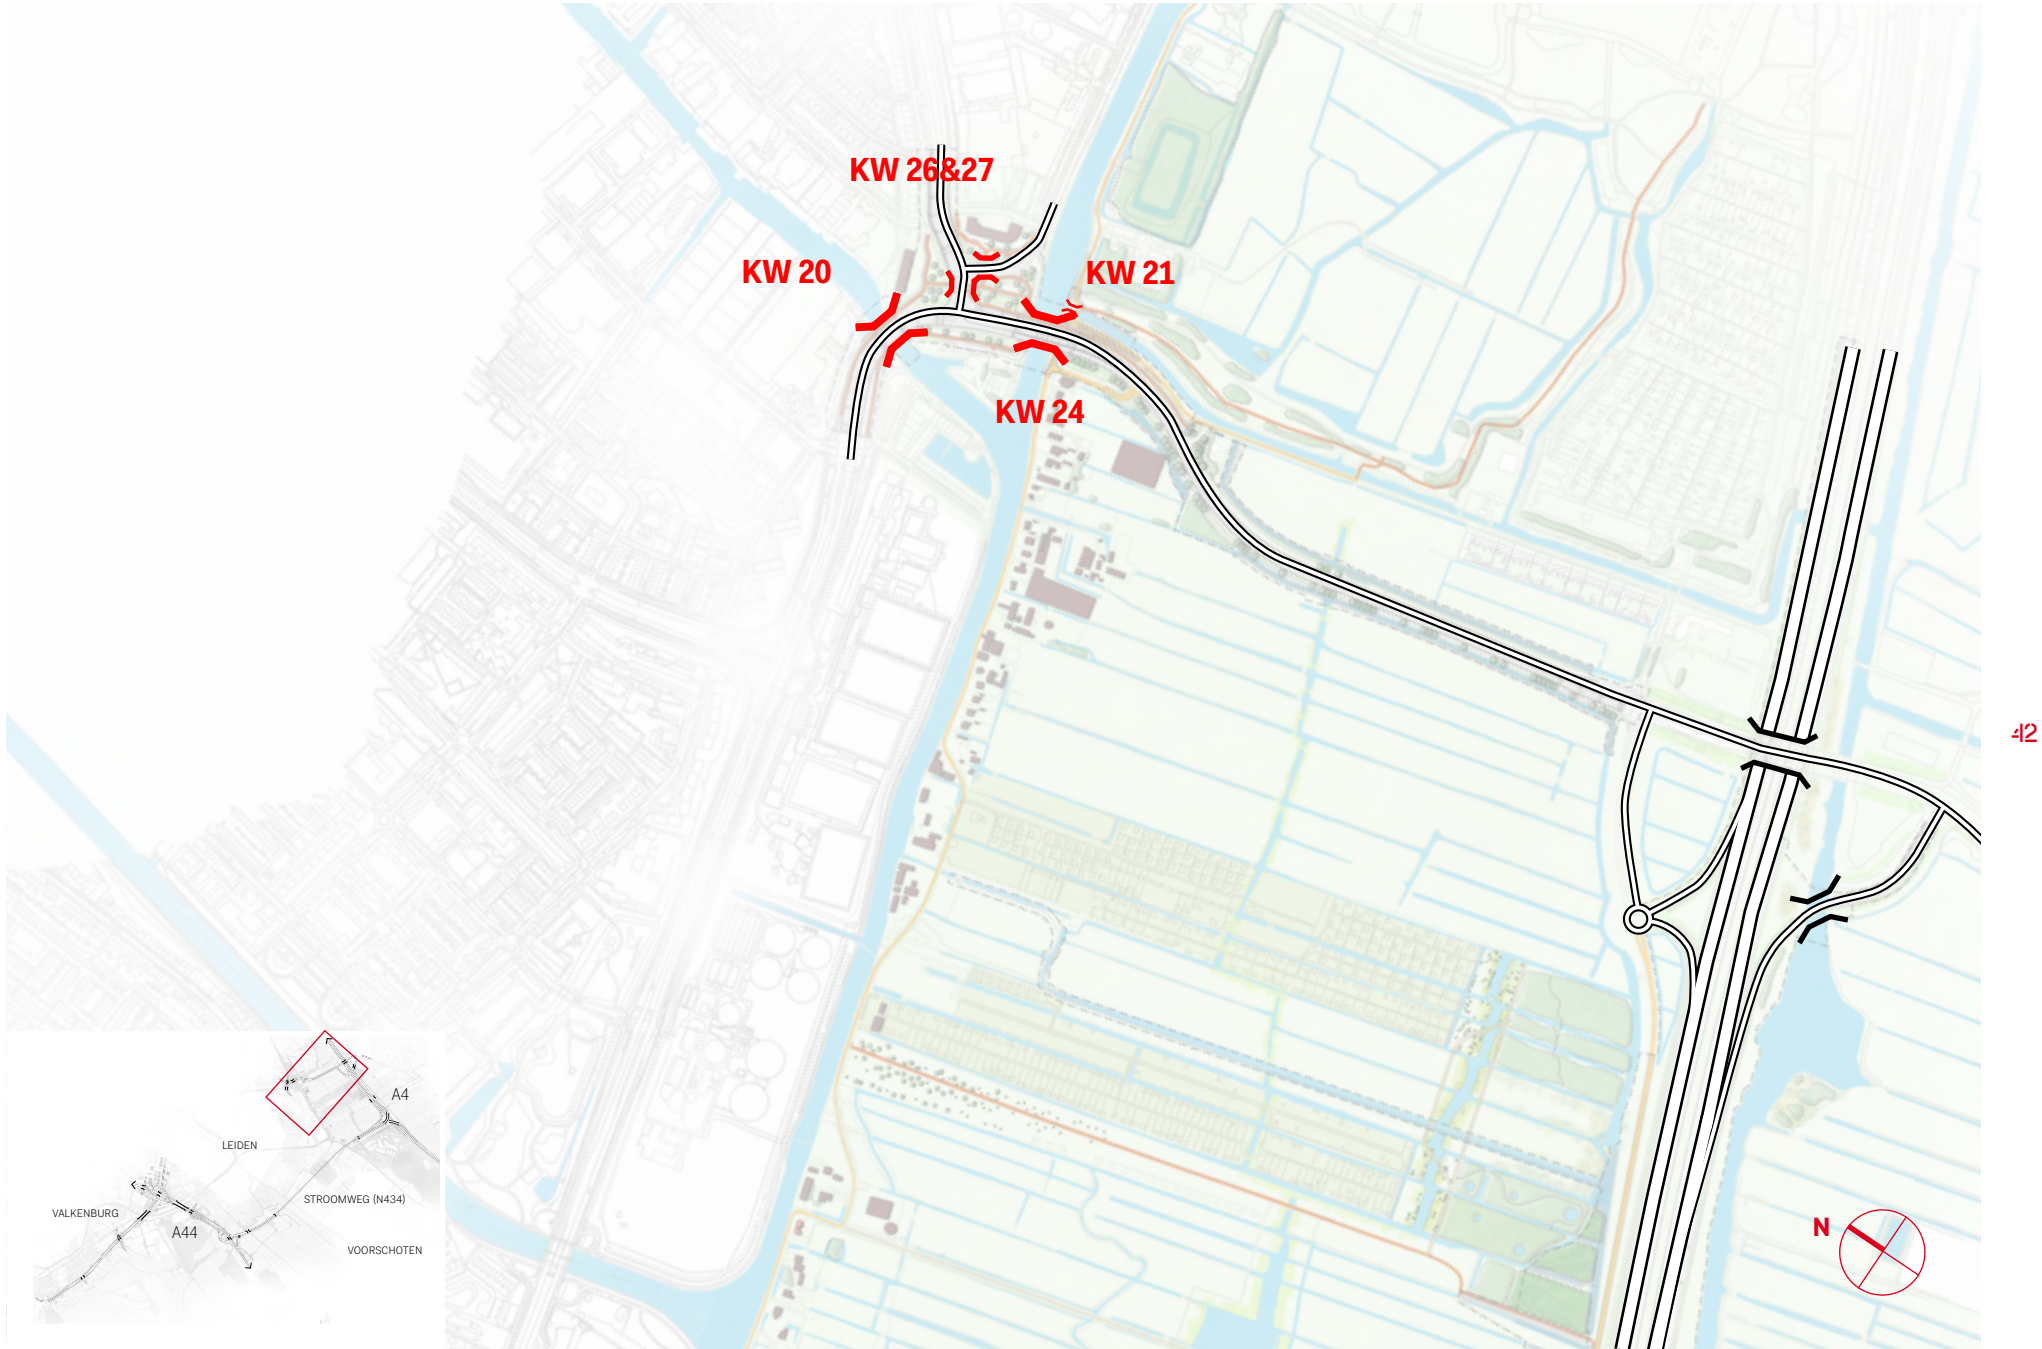 KW 26&27
KW 20
KW 21
KW 24
42
A4
LEIDEN
STROOMWEG (N434)
VALKENBURG
A44
VOORSCHOTEN
N